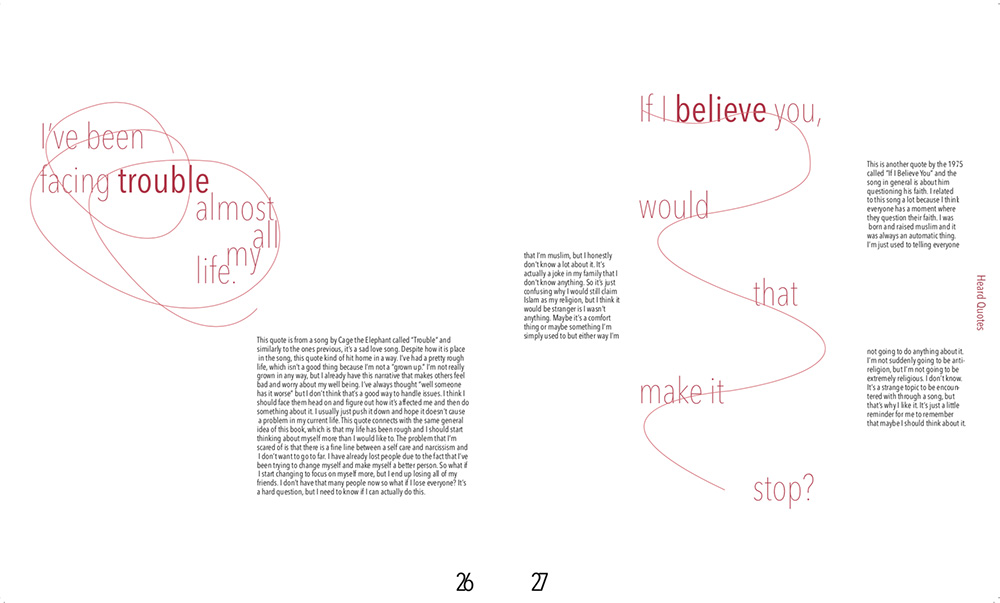 I've been
facing trouble
almost
all
my
life.
This quote is from a song by Cage the Elephant called "Trouble" and
similarly to the ones previous, it's a sad love song. Despite how it is place
in the song, this quote kind of hit home in a way. I've had a pretty rough
life, which isn't a good thing because I'm not a "grown up." I'm not really
grown in any way, but I already have this narrative that makes others feel
bad and worry about my well being. I've always thought "well someone
has it worse" but I don't think that's a good way to handle issues. I think I
should face them head on and figure out how it's affected me and then do
something about it. I usually just push it down and hope it doesn't cause
a problem in my current life. This quote connects with the same general
idea of this book, which is that my life has been rough and I should start
thinking about myself more than I would like to. The problem that I'm
scared of is that there is a fine line between a self care and narcissism and
I don't want to go to far. I have already lost people due to the fact that I've
been trying to change myself and make myself a better person. So what if
I start changing to focus on myself more, but I end up losing all of my
friends. I don't have that many people now so what if I lose everyone? It's
a hard question, but I need to know if I can actually do this.
26
If I believe you,
would
that
make it
stop?
This is another quote by the 1975
called "If I Believe You" and the
song in general is about him
questioning his faith. I related
to this song a lot because I think
everyone has a moment where
they question their faith. I was
born and raised muslim and it
was always an automatic thing.
I'm just used to telling everyone
that I'm muslim, but I honestly
don't know a lot about it. It's
actually a joke in my family that I
don't know anything. So it's just
confusing why I would still claim
Islam as my religion, but I think it
would be stranger is I wasn't
anything. Maybe it's a comfort
thing or maybe something I'm
simply used to but either way I'm
not going to do anything about it.
I'm not suddenly going to be anti-
religion, but I'm not going to be
extremely religious. I don't know.
It's a strange topic to be encoun-
tered with through a song, but
that's why I like it. It's just a little
reminder for me to remember
that maybe I should think about it.
Heard Quotes
27